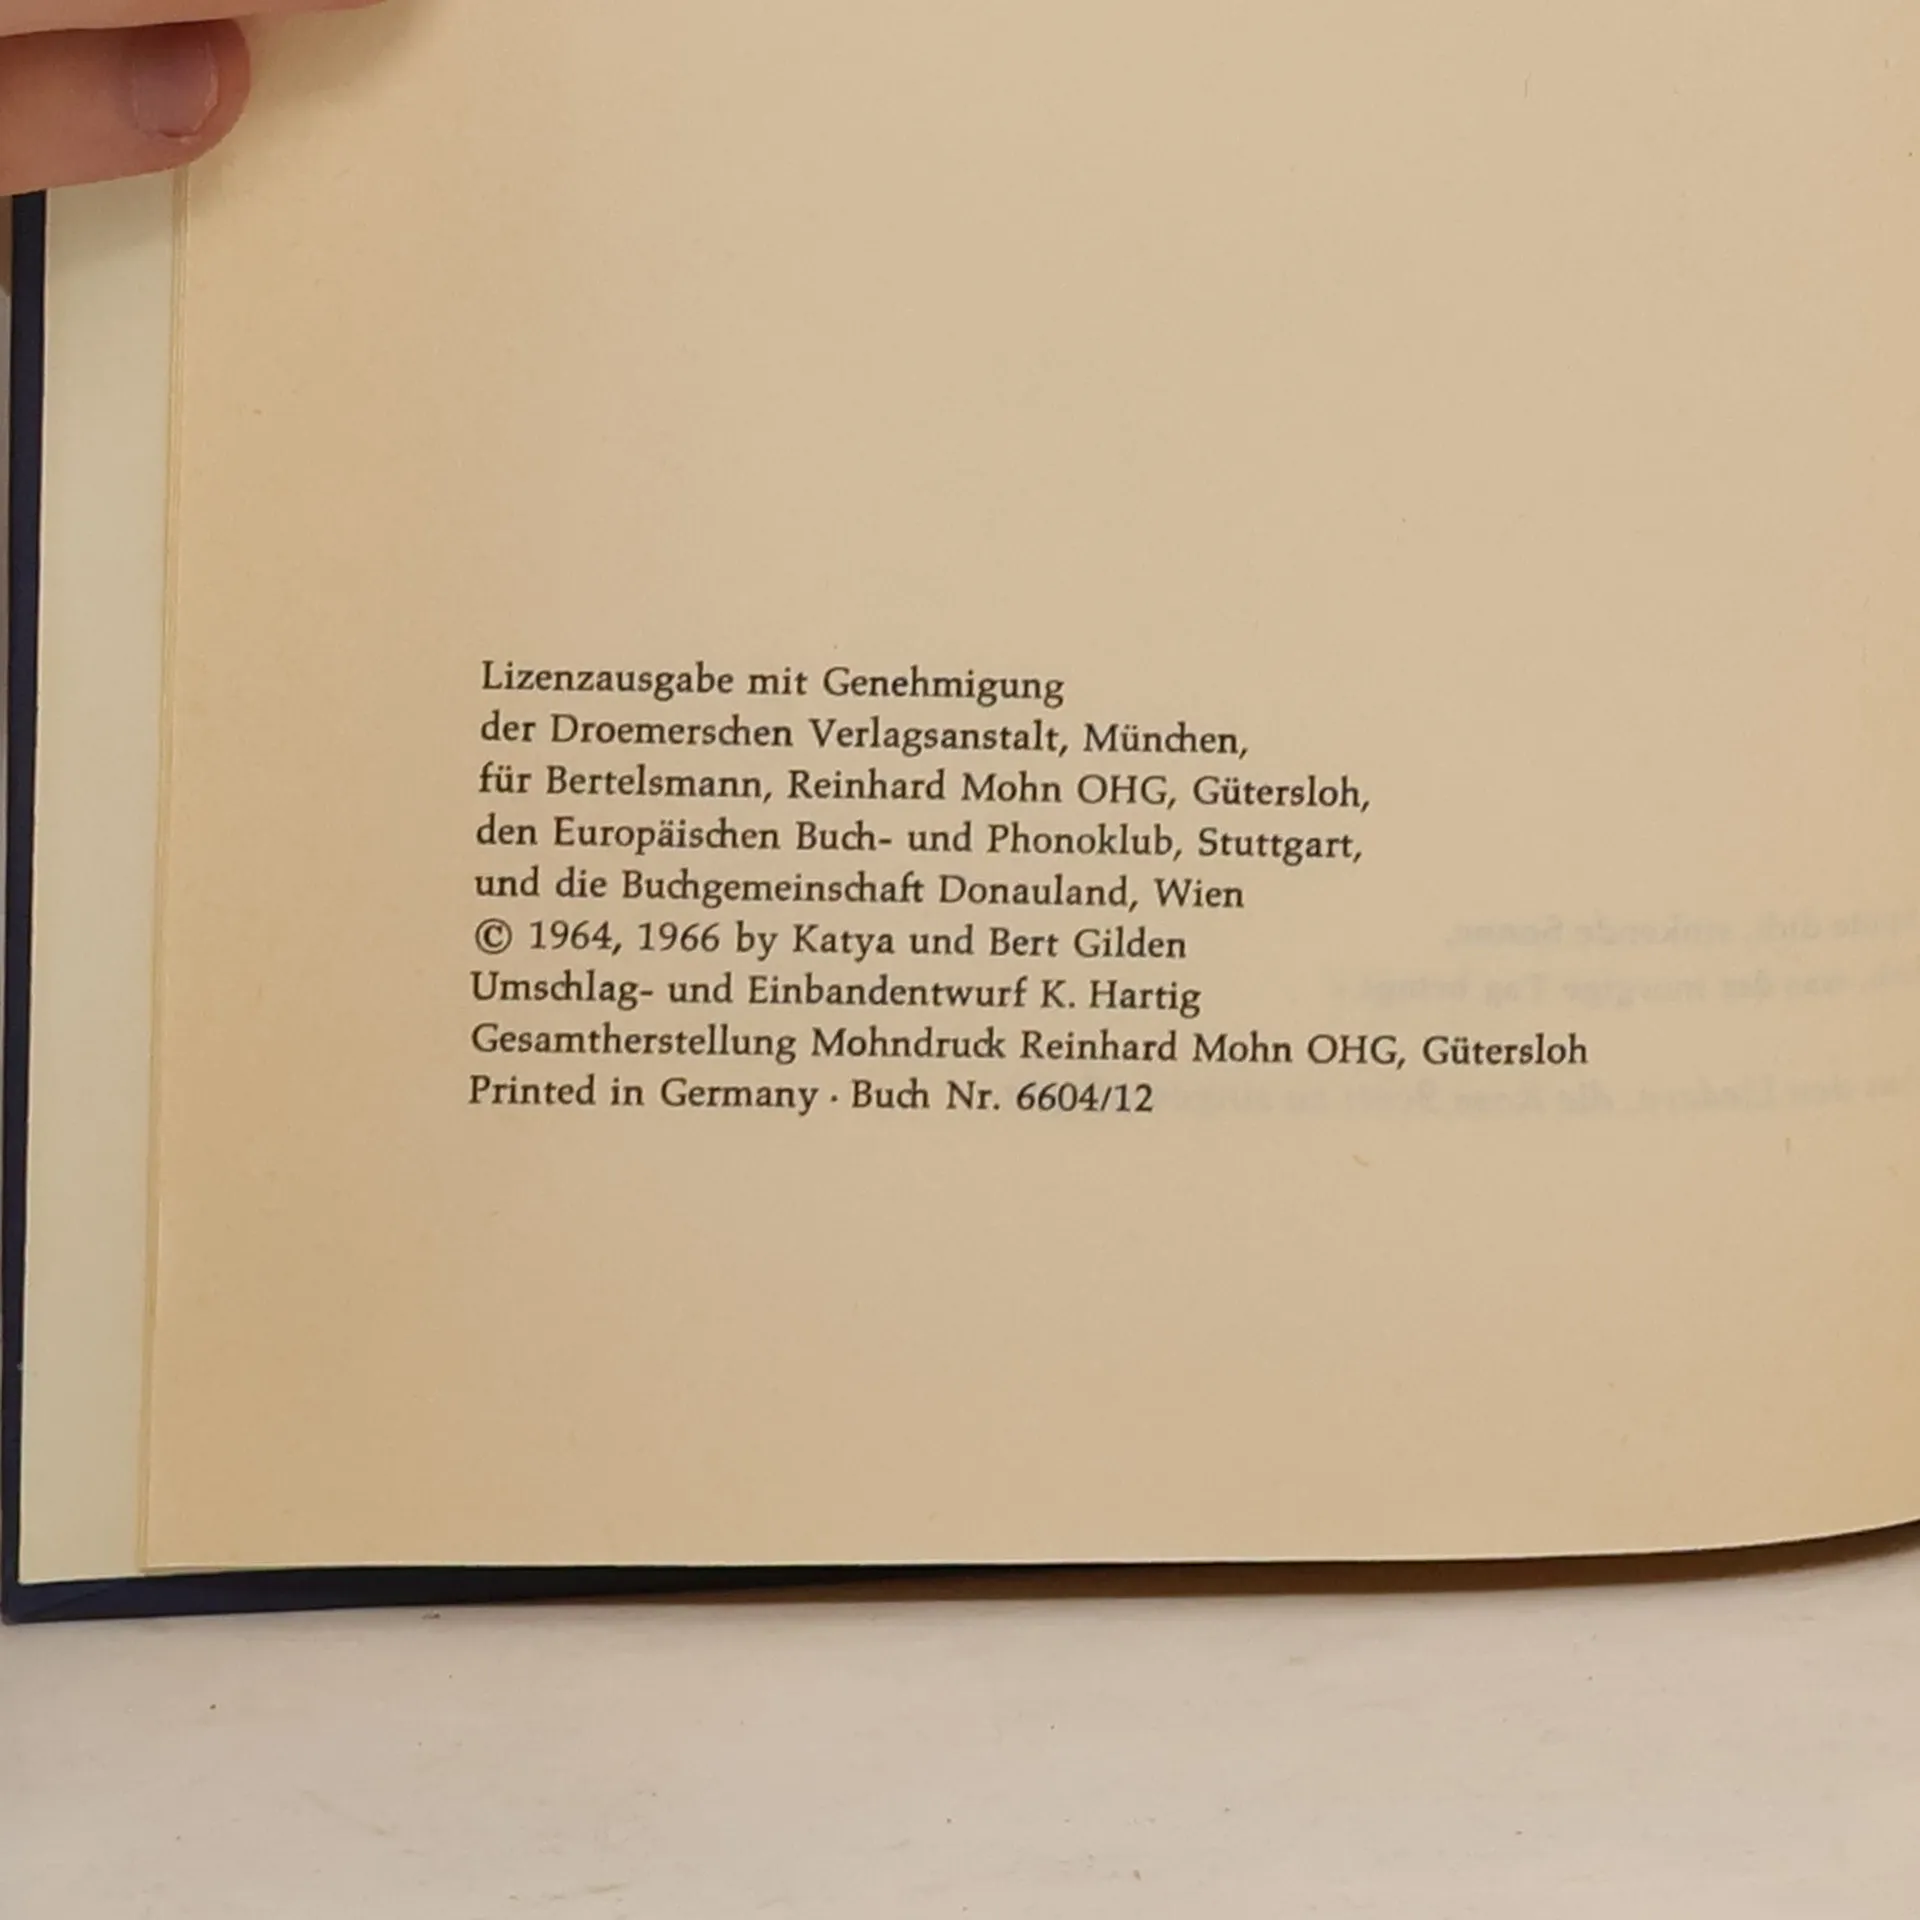 Lizenzausgabe mit Genehmigung
der Droemerschen Verlagsanstalt, München,
für Bertelsmann, Reinhard Mohn OHG, Gütersloh,
den Europäischen Buch- und Phonoklub, Stuttgart,
und die Buchgemeinschaft Donauland, Wien
© 1964, 1966 by Katya und Bert Gilden
Umschlag- und Einbandentwurf K. Hartig
Gesamtherstellung Mohndruck Reinhard Mohn OHG, Gütersloh
Printed in Germany · Buch Nr. 6604/12